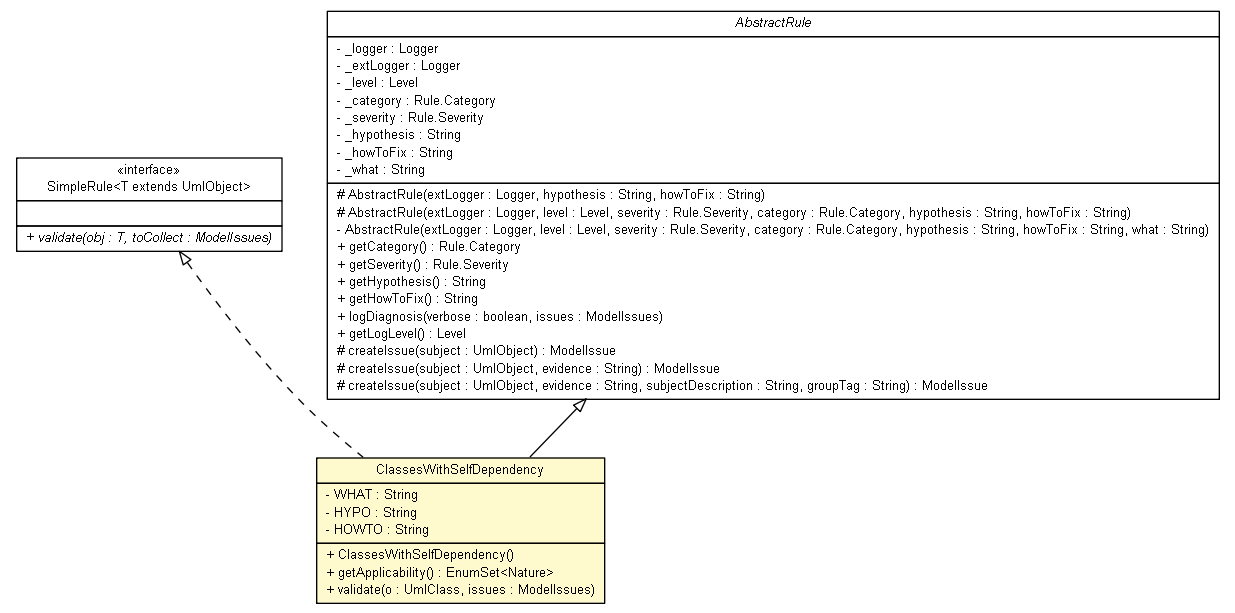 AbstractRule
- _logger : Logger
- _extLogger : Logger
- _level : Level
- _category : Rule.Category
- _severity : Rule.Severity
- _hypothesis : String
- _howToFix : String
- _what : String
# AbstractRule(extLogger : Logger, hypothesis : String, howToFix : String)
# AbstractRule(extLogger : Logger, level : Level, severity : Rule.Severity, category : Rule.Category, hypothesis : String, howToFix : String)
- AbstractRule(extLogger : Logger, level : Level, severity : Rule.Severity, category : Rule.Category, hypothesis : String, howToFix : String, what : String)
+ getCategory() : Rule.Category
+ getSeverity() : Rule.Severity
+ getHypothesis() : String
+ getHowToFix() : String
+ logDiagnosis(verbose : boolean, issues : ModelIssues)
+ getLogLevel() : Level
# createIssue(subject : UmlObject) : ModelIssue
# createIssue(subject : UmlObject, evidence : String) : ModelIssue
# createIssue(subject : UmlObject, evidence : String, subjectDescription : String, groupTag : String) : ModelIssue
«interface»
SimpleRule<T extends UmlObject>
+ validate(obj : T, toCollect : ModelIssues)
ClassesWithSelfDependency
- WHAT : String
- HYPO : String
- HOWTO : String
+ ClassesWithSelfDependency()
+ getApplicability() : EnumSet<Nature>
+ validate(o : UmlClass, issues : ModelIssues)